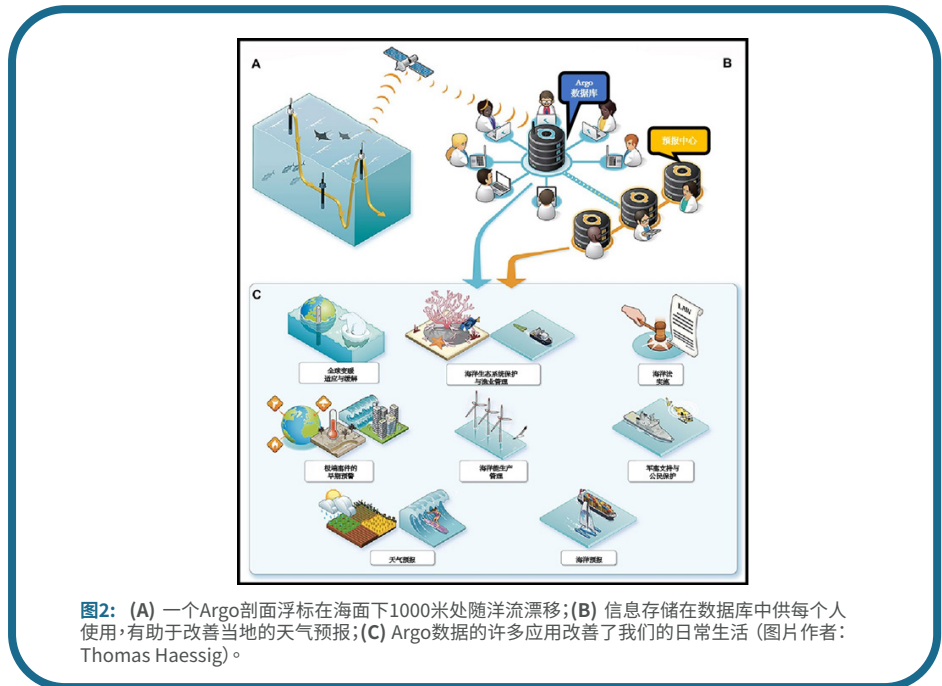 A
B
Argo
数据库
预报中心
C
LAW
全球变暖
适应与缓解
海洋生态系统保护
与渔业管理
海洋法
实施
极端事件的
早期预警
海洋能生产
管理
军事支持与
公民保护
天气预报
海洋预报
图2: (A) 一个Argo剖面浮标在海面下1000米处随洋流漂移;(B) 信息存储在数据库中供每个人
使用,有助于改善当地的天气预报;(C) Argo数据的许多应用改善了我们的日常生活 (图片作者:
Thomas Haessig)。